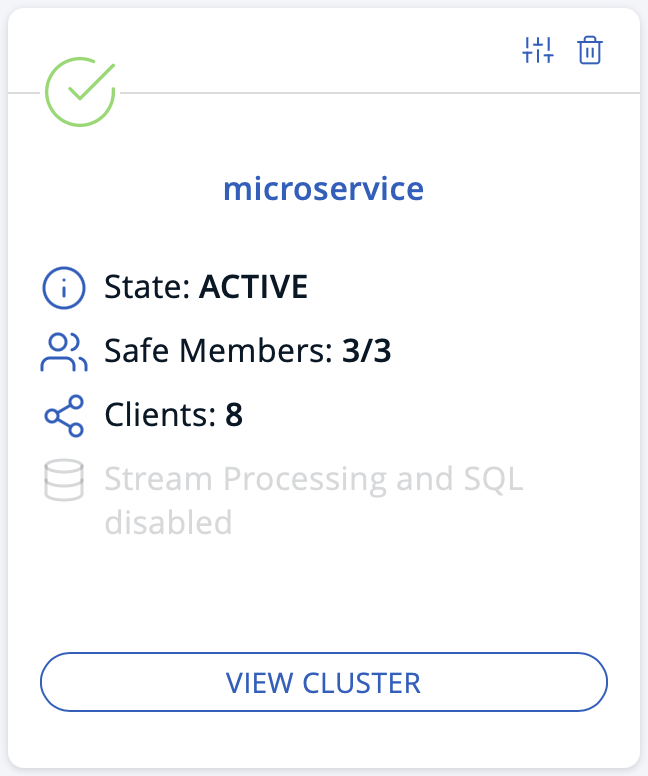 microservice
State: ACTIVE
Safe Members: 3/3
Clients: 8
Stream Processing and SQL
disabled
VIEW CLUSTER